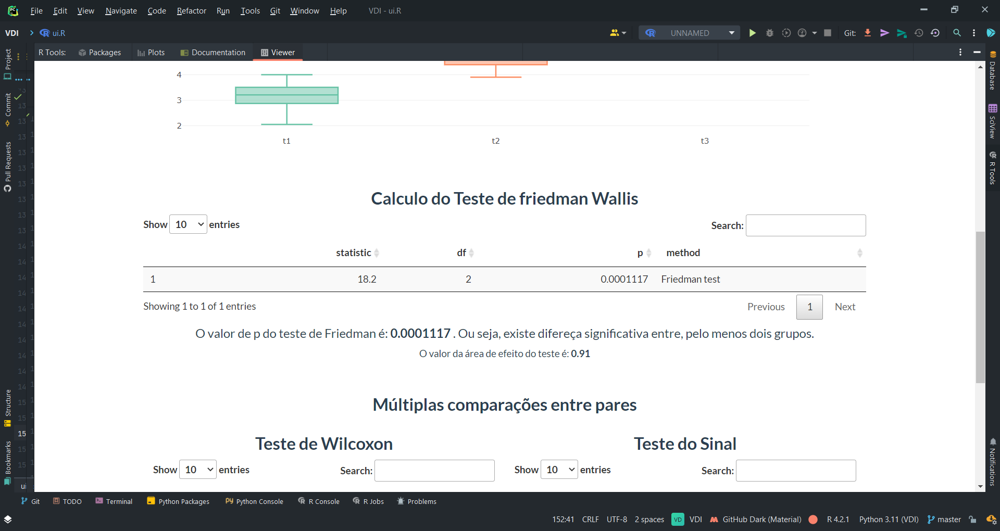 File Edit View Navigate Code Refactor Run Tools Git Window Help VDI - ui.R
VDI ui.R UNNAMED Git:
R Tools: Packages Plots Documentation Viewer
Project
Commit
Pull Requests
Structure
Bookmarks
Database
SciView
R Tools
Notifications
4
3
2
t1 t2 t3
Calculo do Teste de friedman Wallis
Show 10 entries Search:
statistic df p method
1 18.2 2 0.0001117 Friedman test
Showing 1 to 1 of 1 entries Previous 1 Next
O valor de p do teste de Friedman é: 0.0001117 . Ou seja, existe difereça significativa entre, pelo menos dois grupos.
O valor da área de efeito do teste é: 0.91
Múltiplas comparações entre pares
Teste de Wilcoxon Teste do Sinal
Show 10 entries Search: Show 10 entries Search:
ui
Git TODO Terminal Python Packages Python Console R Console R Jobs Problems
152:41 CRLF UTF-8 2 spaces VD VDI GitHub Dark (Material) R 4.2.1 Python 3.11 (VDI) master